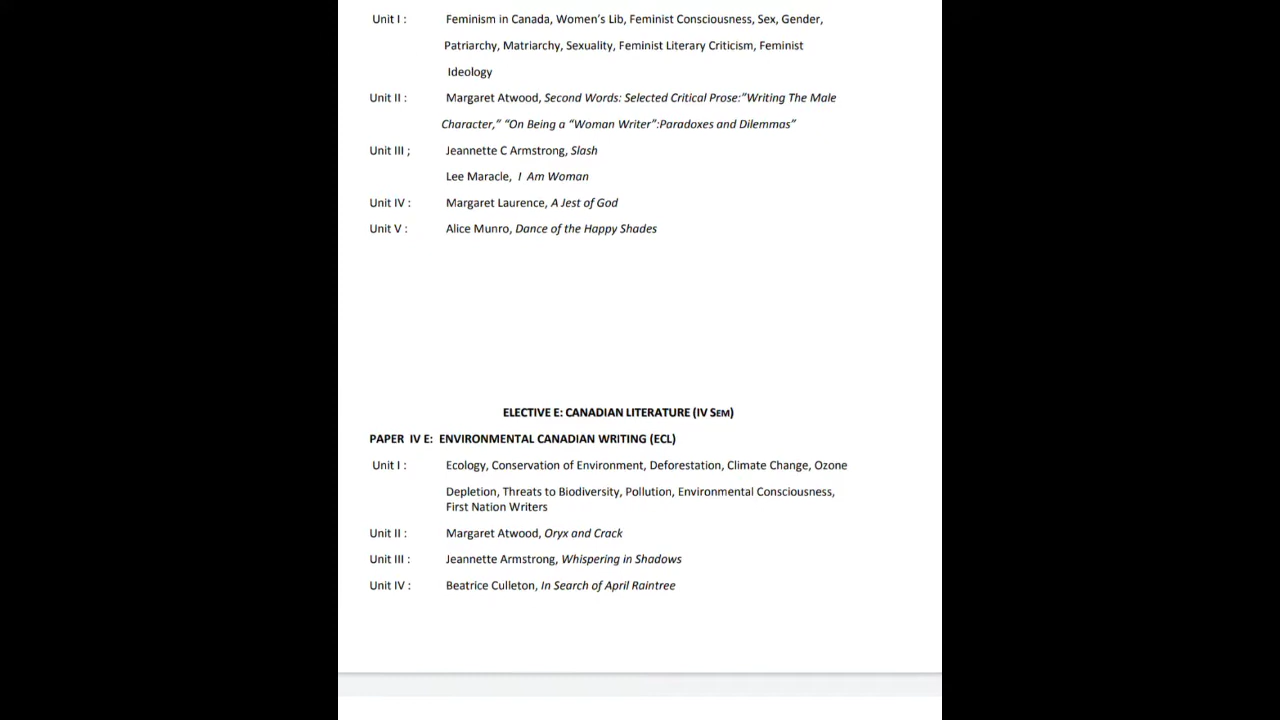 Unit I : Feminism in Canada, Women's Lib, Feminist Consciousness, Sex, Gender,
Patriarchy, Matriarchy, Sexuality, Feminist Literary Criticism, Feminist
Ideology
Unit II : Margaret Atwood, Second Words: Selected Critical Prose:"Writing The Male
Character," "On Being a "Woman Writer":Paradoxes and Dilemmas"
Unit III ; Jeannette C Armstrong, Slash
Lee Maracle, I Am Woman
Unit IV : Margaret Laurence, A Jest of God
Unit V : Alice Munro, Dance of the Happy Shades
ELECTIVE E: CANADIAN LITERATURE (IV SEM)
PAPER IV E: ENVIRONMENTAL CANADIAN WRITING (ECL)
Unit I : Ecology, Conservation of Environment, Deforestation, Climate Change, Ozone
Depletion, Threats to Biodiversity, Pollution, Environmental Consciousness,
First Nation Writers
Unit II : Margaret Atwood, Oryx and Crack
Unit III : Jeannette Armstrong, Whispering in Shadows
Unit IV : Beatrice Culleton, In Search of April Raintree